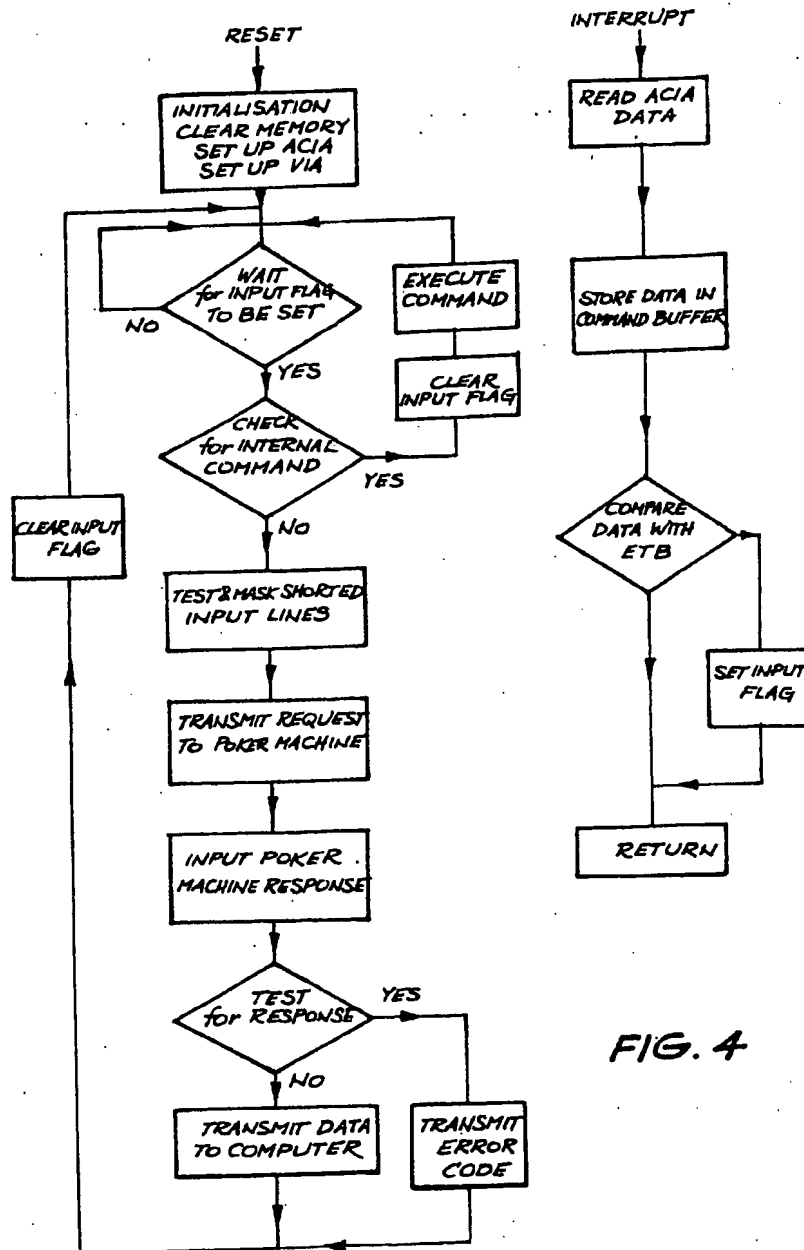 RESET
INITIALISATION
CLEAR MEMORY
SET UP ACIA
SET UP VIA
WAIT
for INPUT FLAG
TO BE SET
NO
YES
EXECUTE
COMMAND
CLEAR
INPUT FLAG
CHECK
for INTERNAL
COMMAND
YES
NO
CLEAR INPUT
FLAG
TEST & MASK SHORTED
INPUT LINES
TRANSMIT REQUEST
TO POKER MACHINE
INPUT POKER
MACHINE RESPONSE
TEST
for RESPONSE
YES
NO
TRANSMIT DATA
TO COMPUTER
TRANSMIT
ERROR
CODE
INTERRUPT
READ ACIA
DATA
STORE DATA IN
COMMAND BUFFER
COMPARE
DATA WITH
ETB
SET INPUT
FLAG
RETURN
FIG. 4